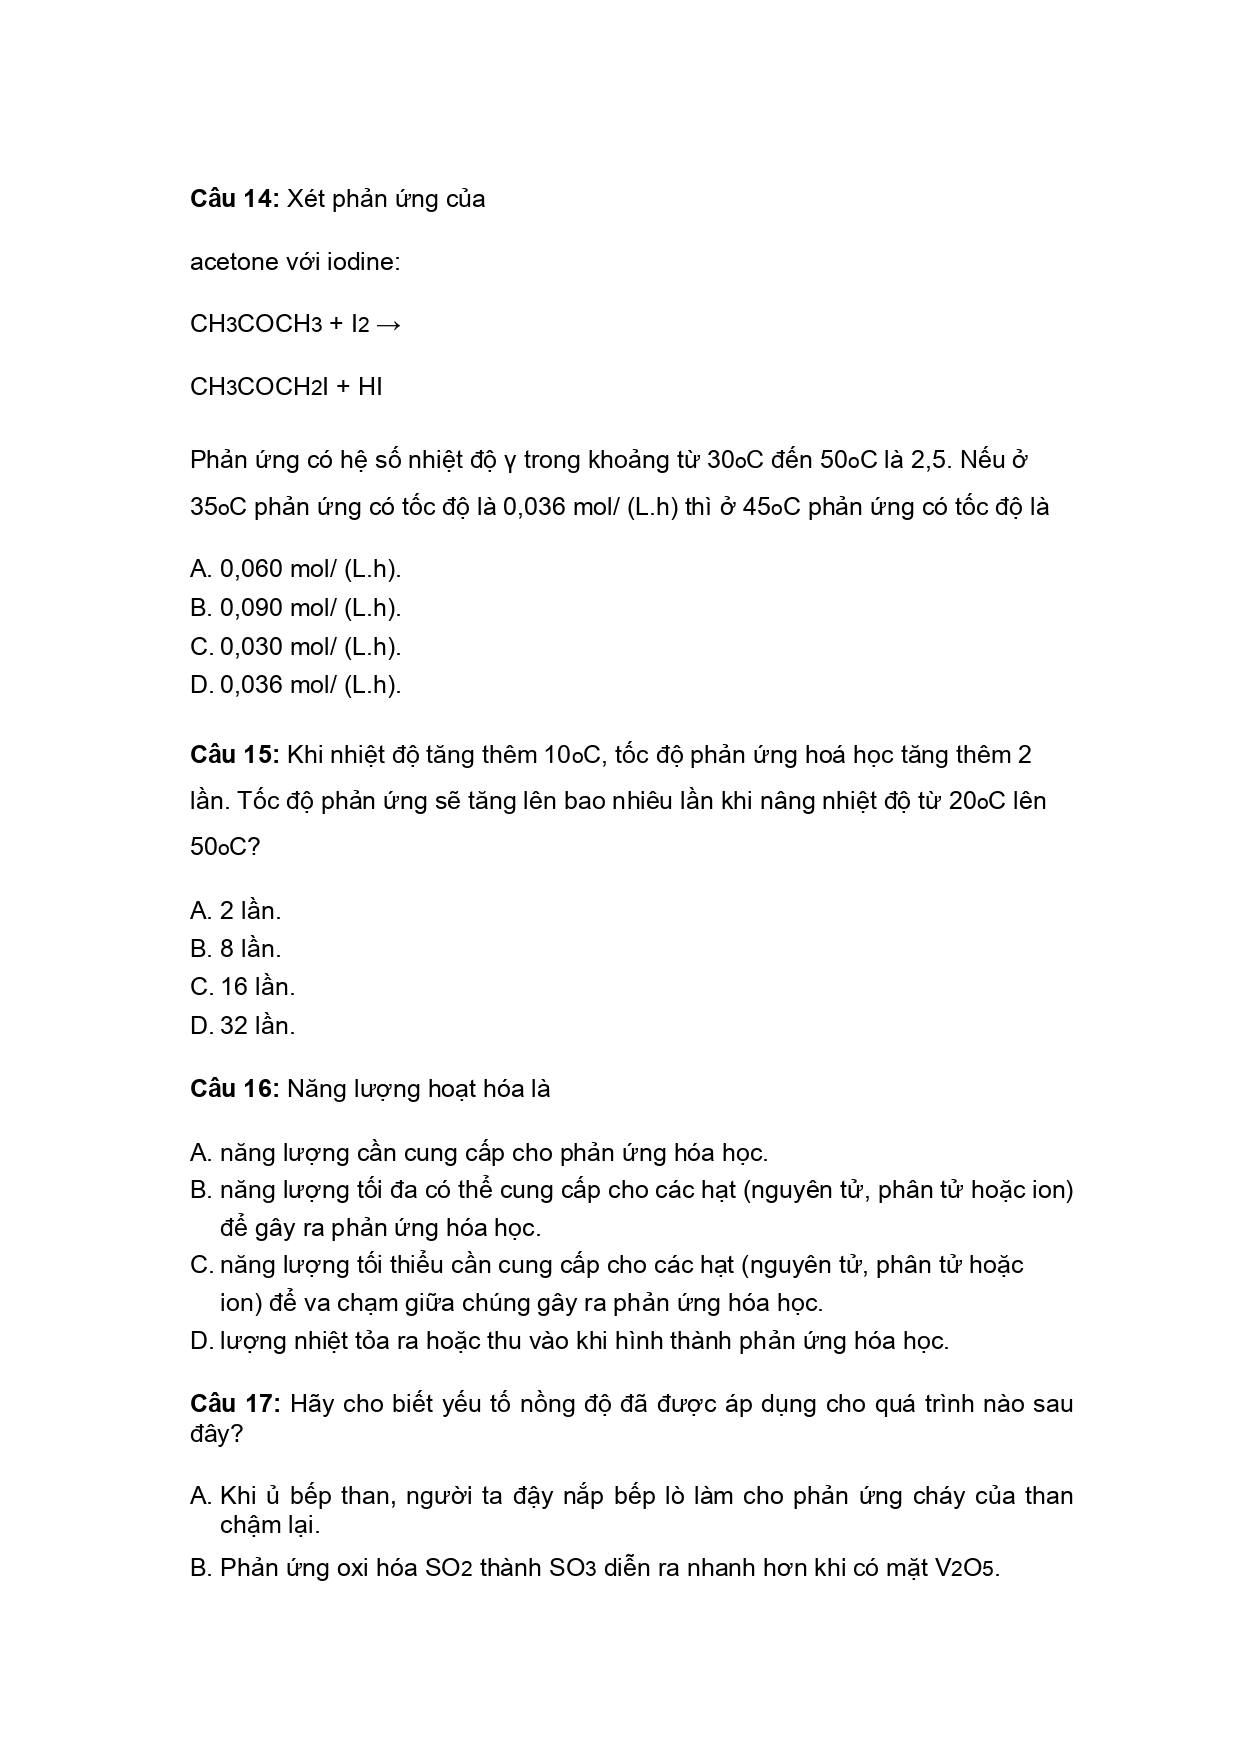 Câu 14: Xét phản ứng của
acetone với iodine:
CH3COCH3 + I2 →
CH3COCH2I + HI
Phản ứng có hệ số nhiệt độ γ trong khoảng từ 30oC đến 50oC là 2,5. Nếu ở
35oC phản ứng có tốc độ là 0,036 mol/ (L.h) thì ở 45oC phản ứng có tốc độ là
A. 0,060 mol/ (L.h).
B. 0,090 mol/ (L.h).
C. 0,030 mol/ (L.h).
D. 0,036 mol/ (L.h).
Câu 15: Khi nhiệt độ tăng thêm 10oC, tốc độ phản ứng hoá học tăng thêm 2
lần. Tốc độ phản ứng sẽ tăng lên bao nhiêu lần khi nâng nhiệt độ từ 20oC lên
50oC?
A. 2 lần.
B. 8 lần.
C. 16 lần.
D. 32 lần.
Câu 16: Năng lượng hoạt hóa là
A. năng lượng cần cung cấp cho phản ứng hóa học.
B. năng lượng tối đa có thể cung cấp cho các hạt (nguyên tử, phân tử hoặc ion)
để gây ra phản ứng hóa học.
C. năng lượng tối thiểu cần cung cấp cho các hạt (nguyên tử, phân tử hoặc
ion) để va chạm giữa chúng gây ra phản ứng hóa học.
D. lượng nhiệt tỏa ra hoặc thu vào khi hình thành phản ứng hóa học.
Câu 17: Hãy cho biết yếu tố nồng độ đã được áp dụng cho quá trình nào sau
đây?
A. Khi ủ bếp than, người ta đậy nắp bếp lò làm cho phản ứng cháy của than
chậm lại.
B. Phản ứng oxi hóa SO2 thành SO3 diễn ra nhanh hơn khi có mặt V2O5.